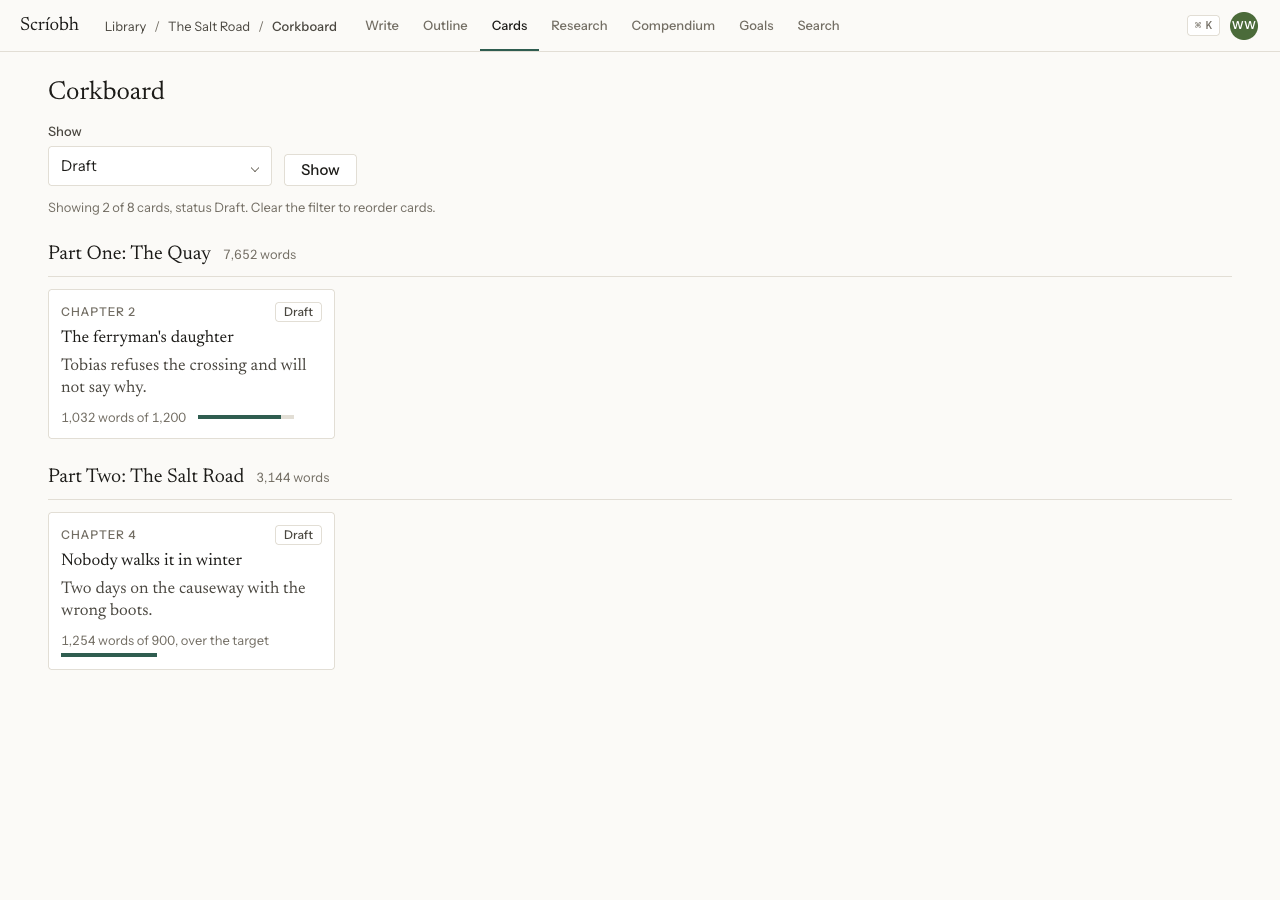 Scríobh
Library / The Salt Road / Corkboard
Write
Outline
Cards
Research
Compendium
Goals
Search
⌘ K
WW
Corkboard
Show
Draft
Show
Showing 2 of 8 cards, status Draft. Clear the filter to reorder cards.
Part One: The Quay 7,652 words
CHAPTER 2 Draft
The ferryman's daughter
Tobias refuses the crossing and will
not say why.
1,032 words of 1,200
Part Two: The Salt Road 3,144 words
CHAPTER 4 Draft
Nobody walks it in winter
Two days on the causeway with the
wrong boots.
1,254 words of 900, over the target